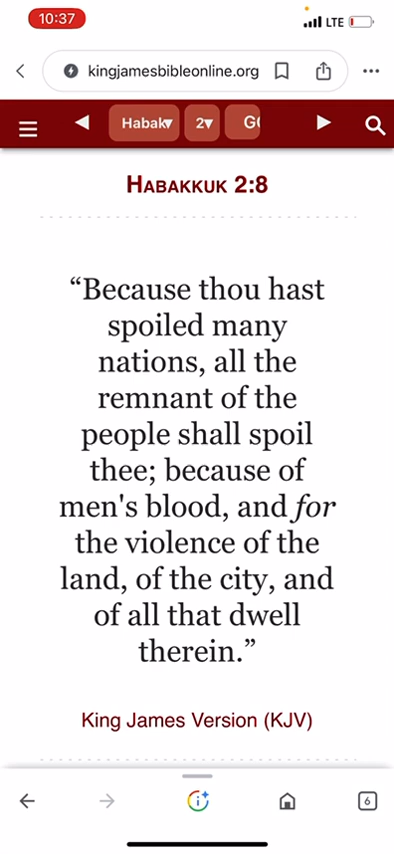 10:37 LTE
kingjamesbibleonline.org
Habak▾ 2▾
HABAKKUK 2:8
“Because thou hast
spoiled many
nations, all the
remnant of the
people shall spoil
thee; because of
men's blood, and for
the violence of the
land, of the city, and
of all that dwell
therein.”
King James Version (KJV)
6